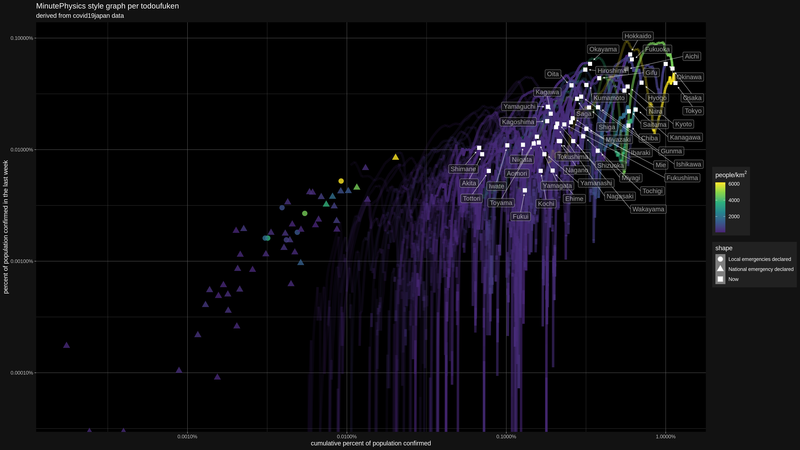 MinutePhysics style graph per todoufuken
derived from covid19japan data
percent of population confirmed in the last week
0.10000%
0.01000%
0.00100%
0.00010%
0.0010%
0.0100%
0.1000%
1.0000%
cumulative percent of population confirmed
Hokkaido
Okayama
Fukuoka
Aichi
Oita
Hiroshima
Gifu
Okinawa
Kagawa
Kumamoto
Hyogo
Osaka
Yamaguchi
Saga
Nara
Tokyo
Kagoshima
Shiga
Saitama
Kyoto
Miyazaki
Chiba
Kanagawa
Ibaraki
Gunma
Shimane
Niigata
Tokushima
Shizuoka
Mie
Ishikawa
Aomori
Nagano
Miyagi
Fukushima
Akita
Iwate
Yamagata
Yamanashi
Tochigi
Tottori
Toyama
Kochi
Ehime
Nagasaki
Wakayama
Fukui
people/km²
6000
4000
2000
shape
Local emergencies declared
National emergency declared
Now